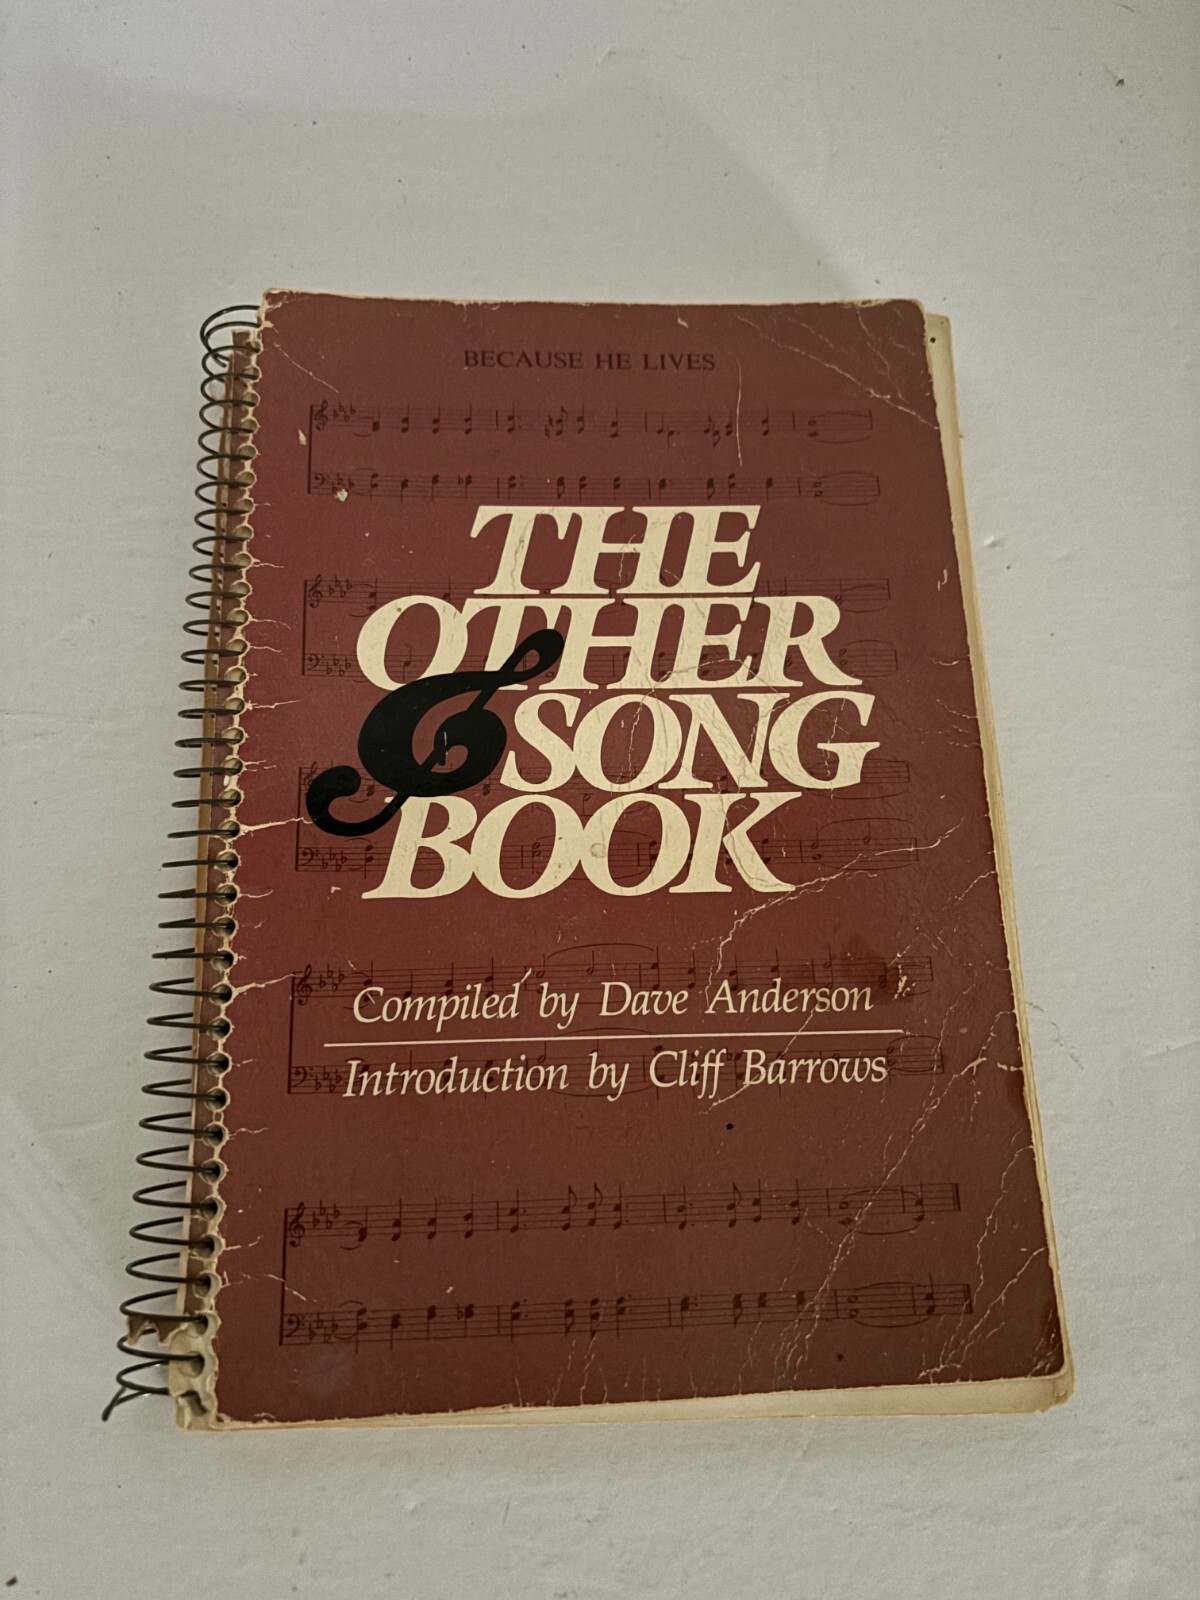 BECAUSE HE LIVES
THE
OTHER
SONG
BOOK
Compiled by Dave Anderson
Introduction by Cliff Barrows